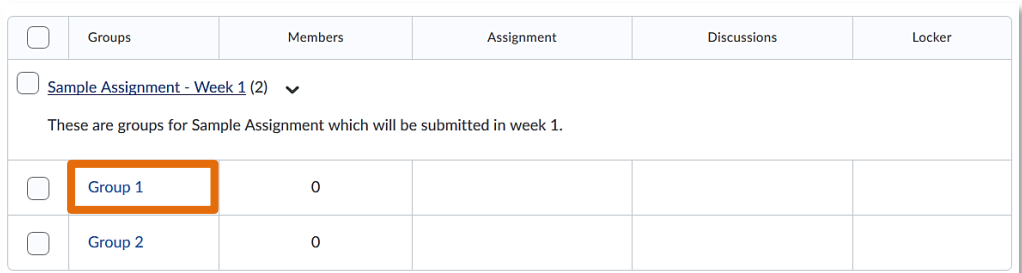 Groups Members Assignment Discussions Locker
Sample Assignment - Week 1 (2)
These are groups for Sample Assignment which will be submitted in week 1.
Group 1 0
Group 2 0